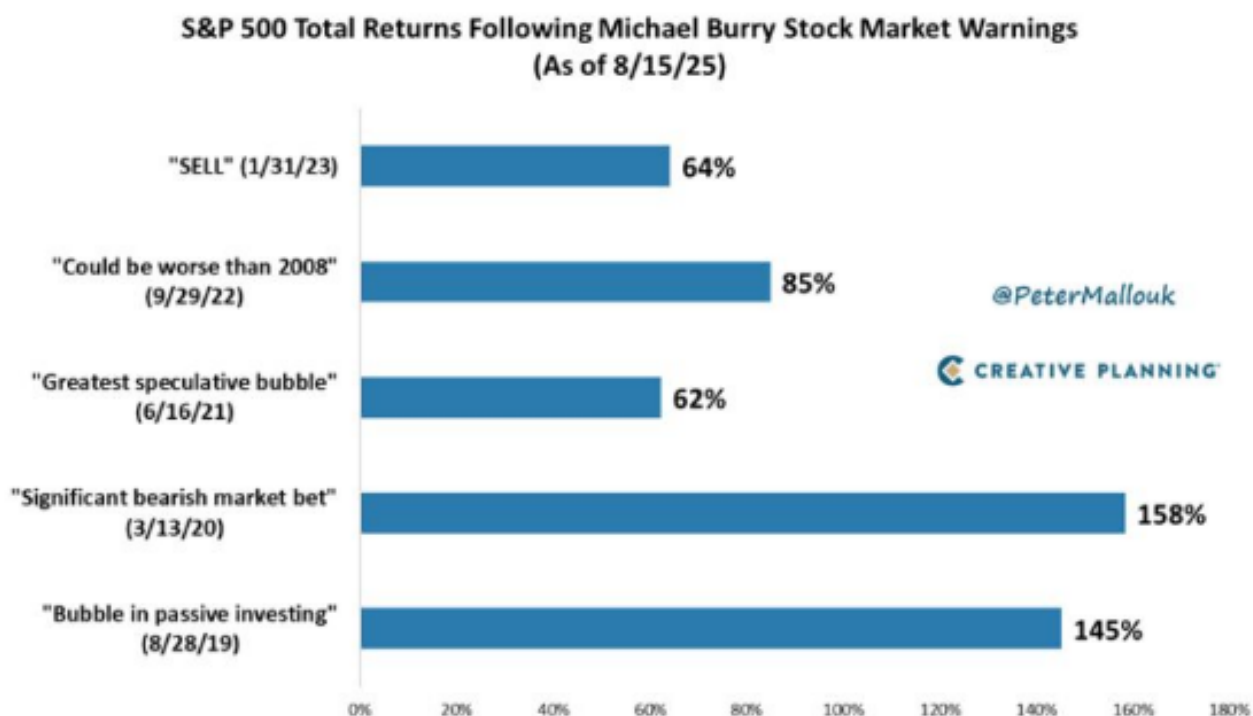 S&P 500 Total Returns Following Michael Burry Stock Market Warnings
(As of 8/15/25)
"SELL" (1/31/23)
64%
"Could be worse than 2008"
(9/29/22)
85%
@PeterMallouk
CREATIVE PLANNING
"Greatest speculative bubble"
(6/16/21)
62%
"Significant bearish market bet"
(3/13/20)
158%
"Bubble in passive investing"
(8/28/19)
145%
0% 20% 40% 60% 80% 100% 120% 140% 160% 180%